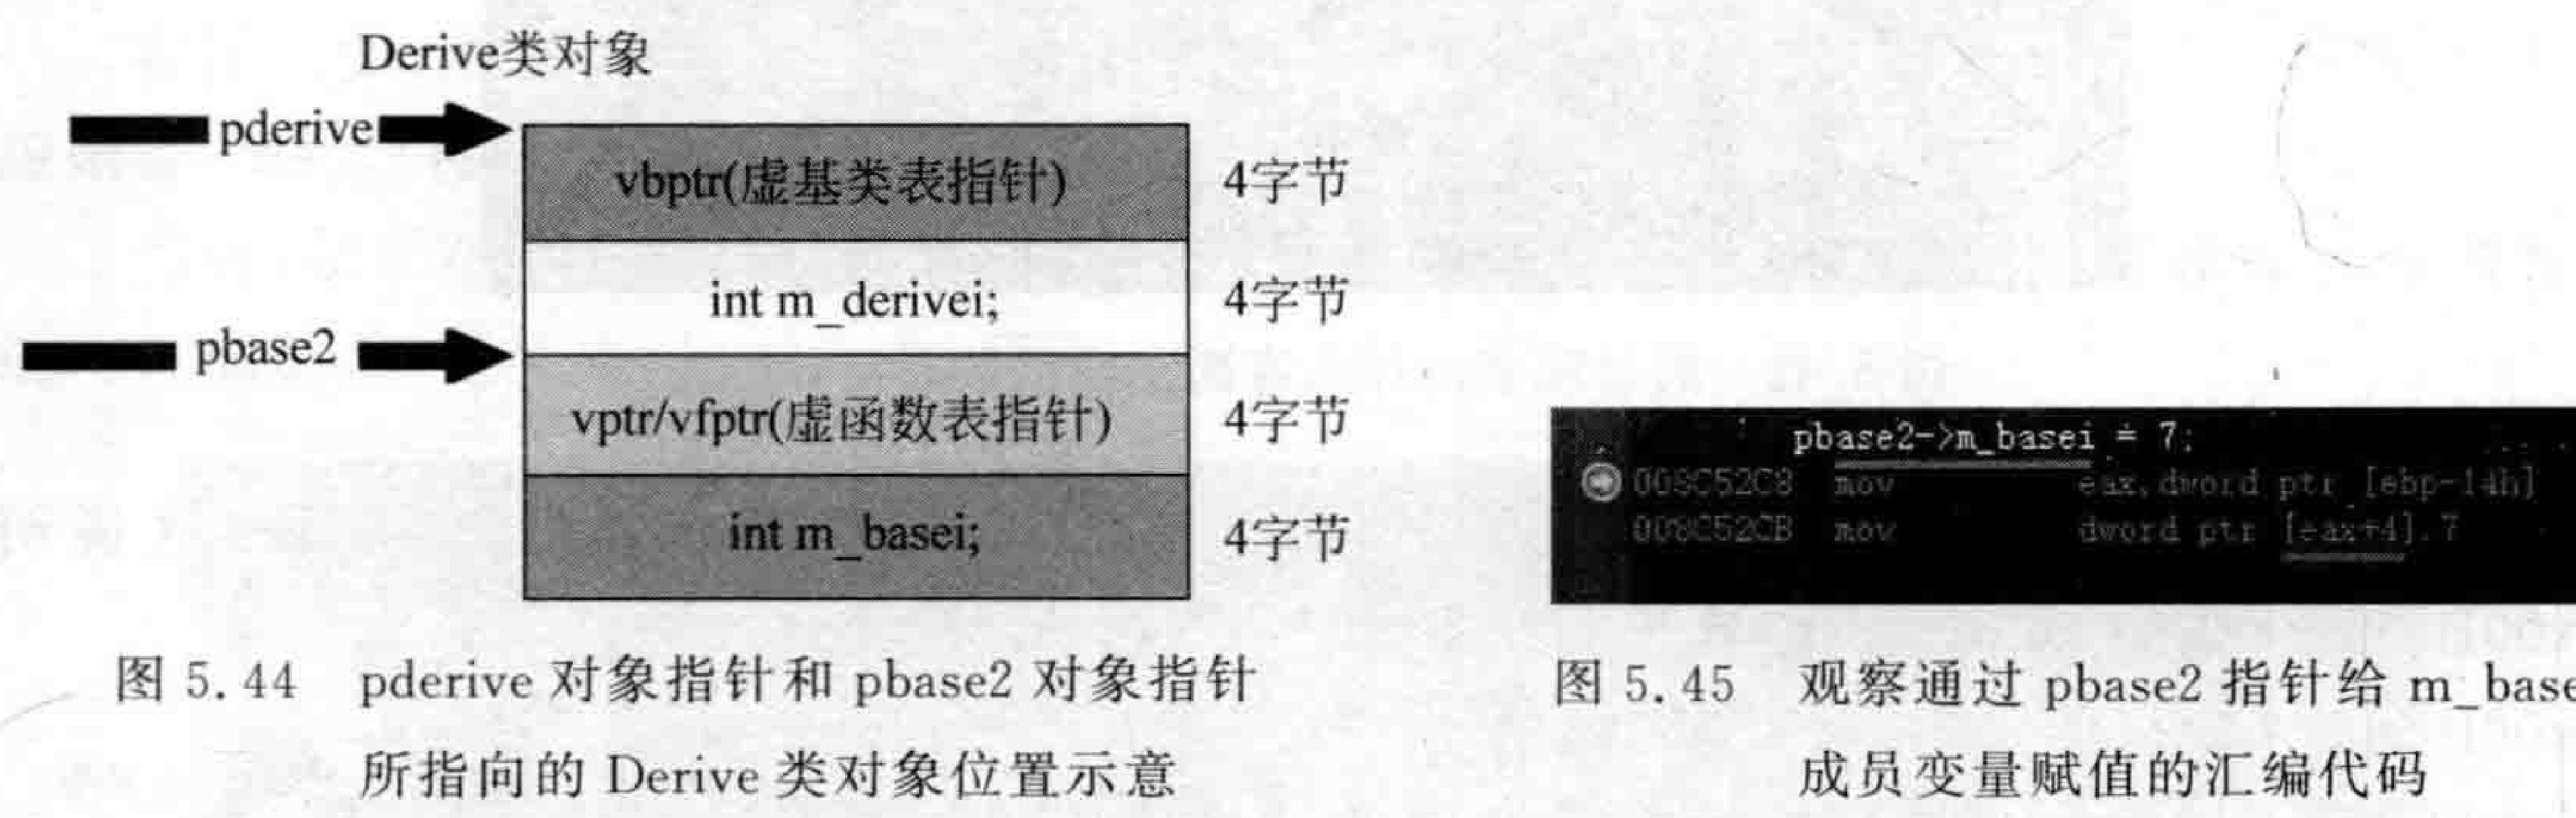 Derive类对象
pderive
vbptr(虚基类表指针) 4字节
int m_derivei; 4字节
pbase2
vptr/vfptr(虚函数表指针) 4字节
int m_basei; 4字节
图 5.44 pderive 对象指针和 pbase2 对象指针
所指向的 Derive 类对象位置示意
pbase2->m_basei = 7;
008C52C8 mov eax,dword ptr [ebp-14h]
008C52CB mov dword ptr [eax+4],7
图 5.45 观察通过 pbase2 指针给 m_base
成员变量赋值的汇编代码